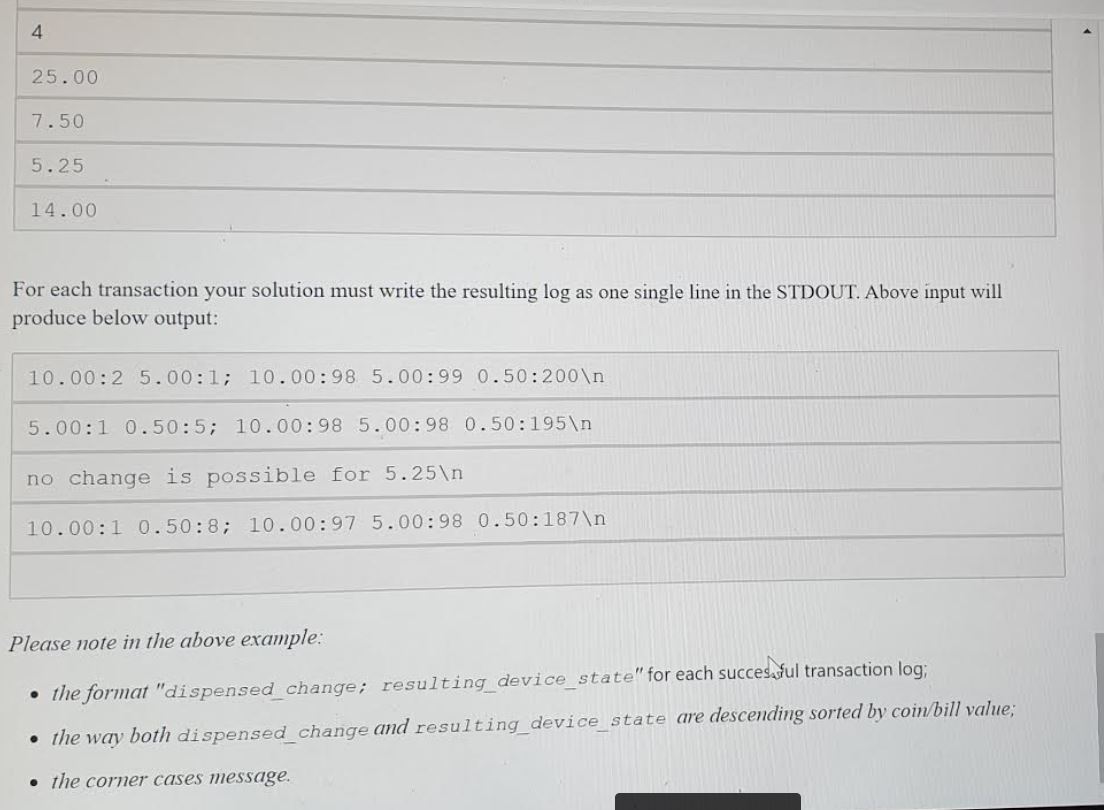 4
25.00
7.50
5.25
14.00
For each transaction your solution must write the resulting log as one single line in the STDOUT. Above input will
produce below output:
10.00:2 5.00:1; 10.00:98 5.00:99 0.50:200\n
5.00:1 0.50:5; 10.00:98 5.00:98 0.50:195\n
no change is possible for 5.25\n
10.00:1 0.50:8; 10.00:97 5.00:98 0.50:187\n
Please note in the above example:
• the format "dispensed_change; resulting_device_state" for each successful transaction log;
• the way both dispensed_change and resulting_device_state are descending sorted by coin/bill value;
• the corner cases message.